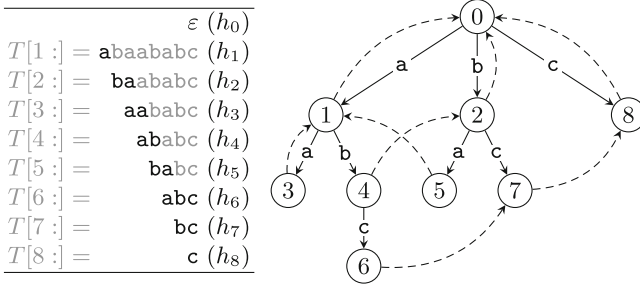 ε (h₀)
T[1 :] = abaababc (h₁)
T[2 :] = baaababc (h₂)
T[3 :] = aababc (h₃)
T[4 :] = ababc (h₄)
T[5 :] = babc (h₅)
T[6 :] = abc (h₆)
T[7 :] = bc (h₇)
T[8 :] = c (h₈)
0
a b c
1 2 8
a b a c
3 4 5 7
c
6